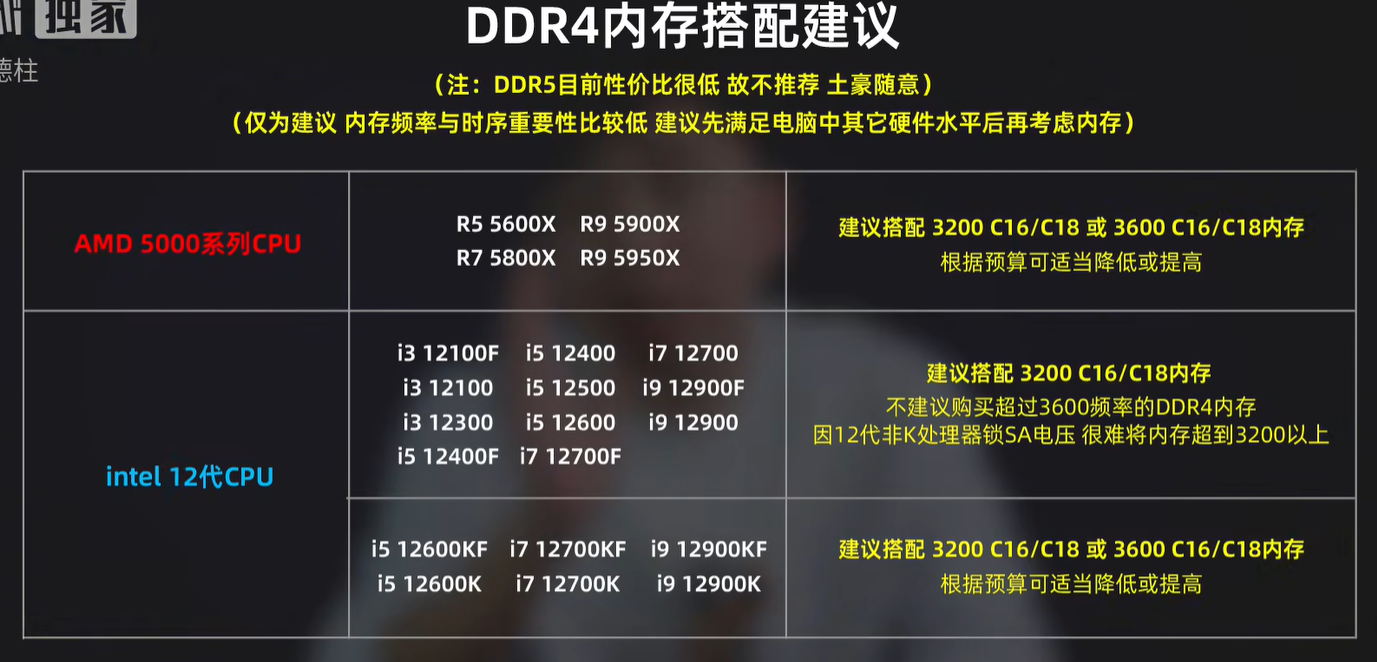 独家
德柱
DDR4内存搭配建议
（注：DDR5目前性价比很低 故不推荐 土豪随意）
（仅为建议 内存频率与时序重要性比较低 建议先满足电脑中其它硬件水平后再考虑内存）
AMD 5000系列CPU
R5 5600X R9 5900X
R7 5800X R9 5950X
建议搭配 3200 C16/C18 或 3600 C16/C18内存
根据预算可适当降低或提高
intel 12代CPU
i3 12100F i5 12400 i7 12700
i3 12100 i5 12500 i9 12900F
i3 12300 i5 12600 i9 12900
i5 12400F i7 12700F
建议搭配 3200 C16/C18内存
不建议购买超过3600频率的DDR4内存
因12代非K处理器锁SA电压 很难将内存超到3200以上
i5 12600KF i7 12700KF i9 12900KF
i5 12600K i7 12700K i9 12900K
建议搭配 3200 C16/C18 或 3600 C16/C18内存
根据预算可适当降低或提高